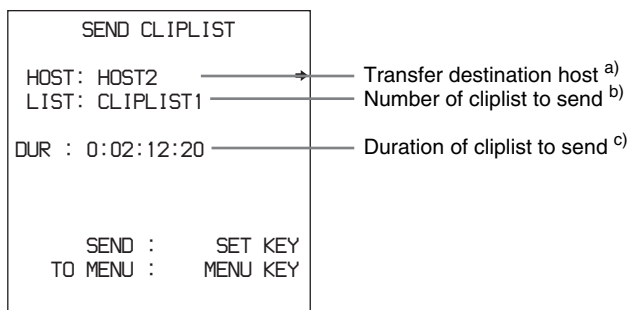 SEND CLIPLIST
HOST: HOST2 → Transfer destination host a)
LIST: CLIPLIST1 Number of cliplist to send b)
DUR : 0:02:12:20 Duration of cliplist to send c)
SEND : SET KEY
TO MENU : MENU KEY